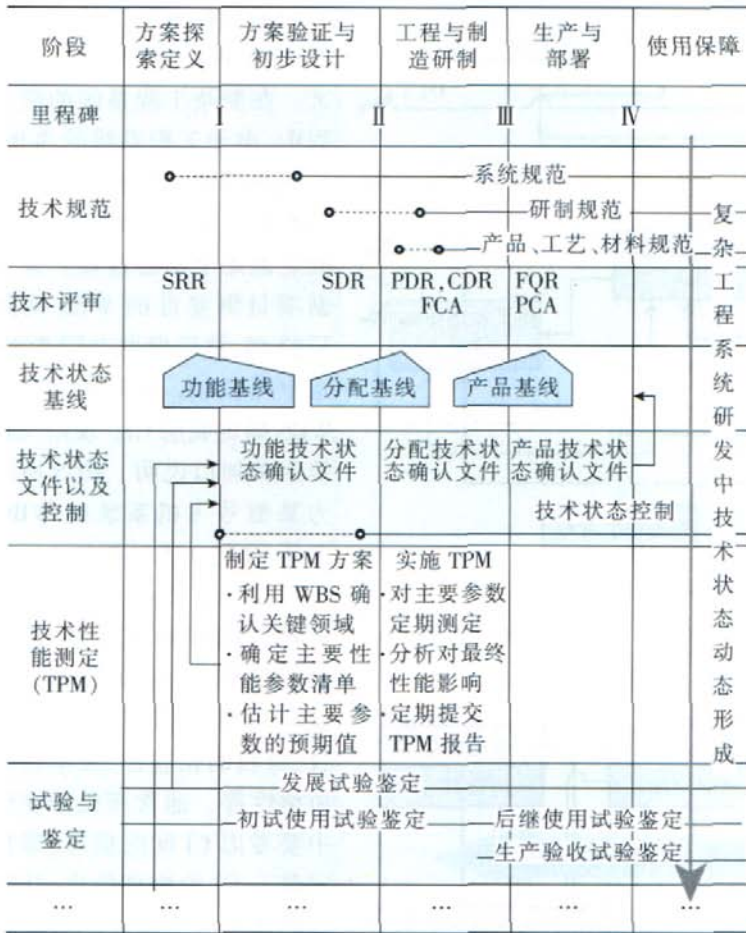 阶段
方案探
索定义
方案验证与
初步设计
工程与制
造研制
生产与
部署
使用保障
里程碑
Ⅰ
Ⅱ
Ⅲ
Ⅳ
技术规范
系统规范
研制规范
产品、工艺、材料规范
技术评审
SRR
SDR
PDR,CDR
FCA
FQR
PCA
技术状态
基线
功能基线
分配基线
产品基线
技术状态
文件以及
控制
功能技术状
态确认文件
分配技术状
态确认文件
产品技术状
态确认文件
技术状态控制
技术性
能测定
(TPM)
制定 TPM 方案
·利用 WBS 确
认关键领域
·确定主要性
能参数清单
·估计主要参
数的预期值
实施 TPM
·对主要参数
定期测定
·分析对最终
性能影响
·定期提交
TPM 报告
试验与
鉴定
发展试验鉴定
初试使用试验鉴定
后继使用试验鉴定
生产验收试验鉴定
复杂工程系统研发中技术状态动态形成
… … … … … …